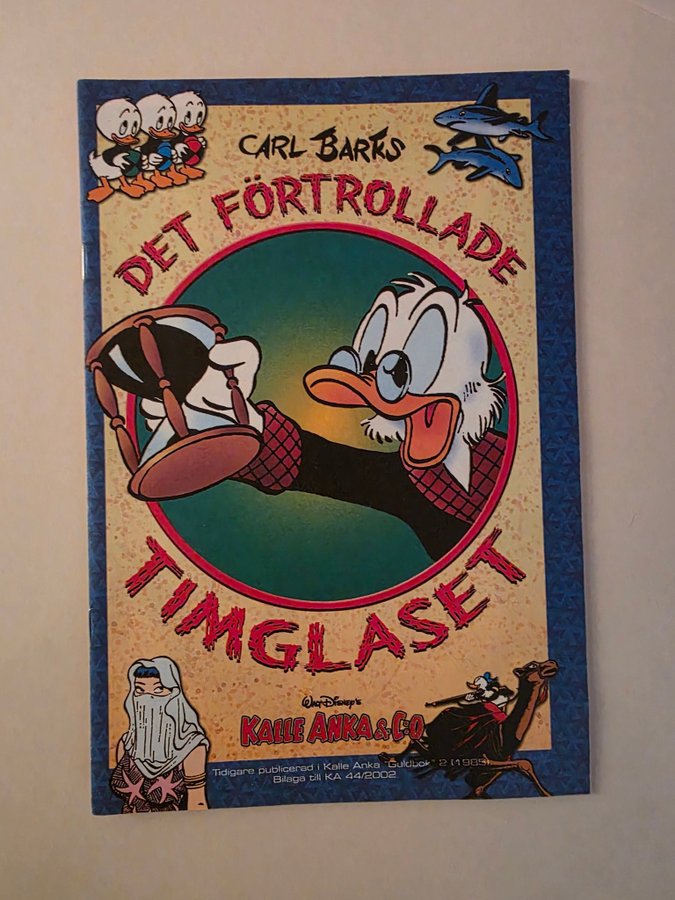 CARL BARKS
DET FÖRTROLLADE
TIMGLASET
WALT DISNEY'S
KALLE ANKA & C:O
Tidigare publicerad i Kalle Anka "Guldbok" 2 (1985)
Bilaga till KA 44/2002